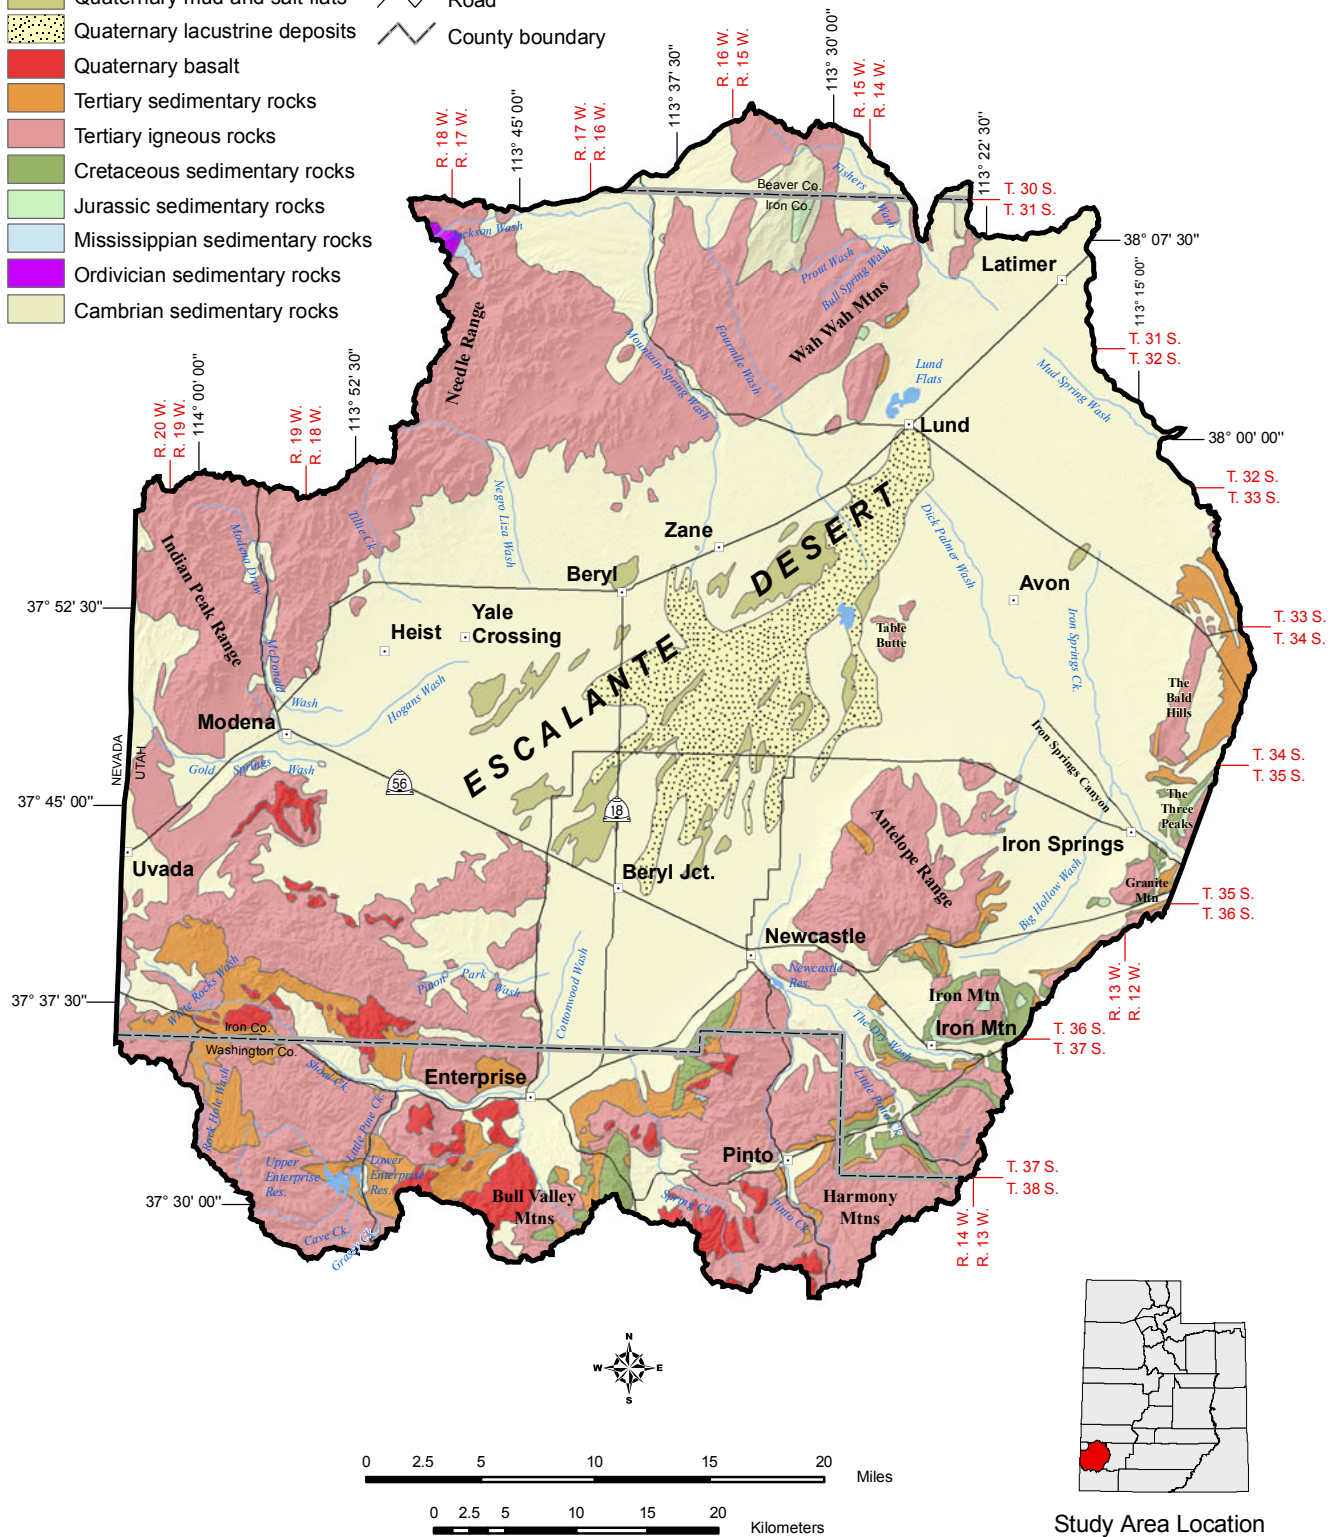 Quaternary mud and salt flats
Road
Quaternary lacustrine deposits
County boundary
Quaternary basalt
Tertiary sedimentary rocks
Tertiary igneous rocks
Cretaceous sedimentary rocks
Jurassic sedimentary rocks
Mississippian sedimentary rocks
Ordivician sedimentary rocks
Cambrian sedimentary rocks
R. 18 W.
R. 17 W.
113° 45' 00"
R. 17 W.
R. 16 W.
113° 37' 30"
R. 16 W.
R. 15 W.
113° 30' 00"
R. 15 W.
R. 14 W.
113° 22' 30"
T. 30 S.
T. 31 S.
38° 07' 30"
113° 15' 00"
T. 31 S.
T. 32 S.
38° 00' 00"
T. 32 S.
T. 33 S.
T. 33 S.
T. 34 S.
T. 34 S.
T. 35 S.
T. 35 S.
T. 36 S.
R. 13 W.
R. 12 W.
T. 36 S.
T. 37 S.
T. 37 S.
T. 38 S.
R. 14 W.
R. 13 W.
R. 20 W.
R. 19 W.
114° 00' 00"
R. 19 W.
R. 18 W.
113° 52' 30"
37° 52' 30"
37° 45' 00"
37° 37' 30"
37° 30' 00"
NEVADA
UTAH
Beaver Co.
Iron Co.
Fishers
Wash
Jackson Wash
Prout Wash
Bull Spring Wash
Wah Wah Mtns
Latimer
Needle Range
Mountain Spring Wash
Fourmile Wash
Lund
Flats
Mud Spring Wash
Lund
Negro Liza Wash
Tillie Ck.
Modena Draw
Indian Peak Range
Zane
DESERT
Dick Palmer Wash
Beryl
Avon
Yale
Crossing
Heist
Table
Butte
Iron Springs Ck.
McDonald
Wash
Hogans Wash
ESCALANTE
The
Bald
Hills
Modena
Gold Springs Wash
56
18
Iron Springs Canyon
The
Three
Peaks
Antelope Range
Iron Springs
Uvada
Beryl Jct.
Big Hollow Wash
Granite
Mtn
Newcastle
Newcastle
Res.
White Rocks Wash
Pinon Park Wash
Cottonwood Wash
Iron Mtn
Iron Mtn
The Dry Wash
Iron Co.
Washington Co.
Shoal Ck.
Enterprise
Little Pinto Ck.
Rock Hole Wash
Little Pine Ck.
Upper
Enterprise
Res.
Lower
Enterprise
Res.
Pinto
Bull Valley
Mtns
Spring Ck.
Pinto Ck.
Harmony
Mtns
Cave Ck.
Grassy Ck.
N
W
E
S
0 2.5 5 10 15 20
Miles
0 2.5 5 10 15 20
Kilometers
Study Area Location